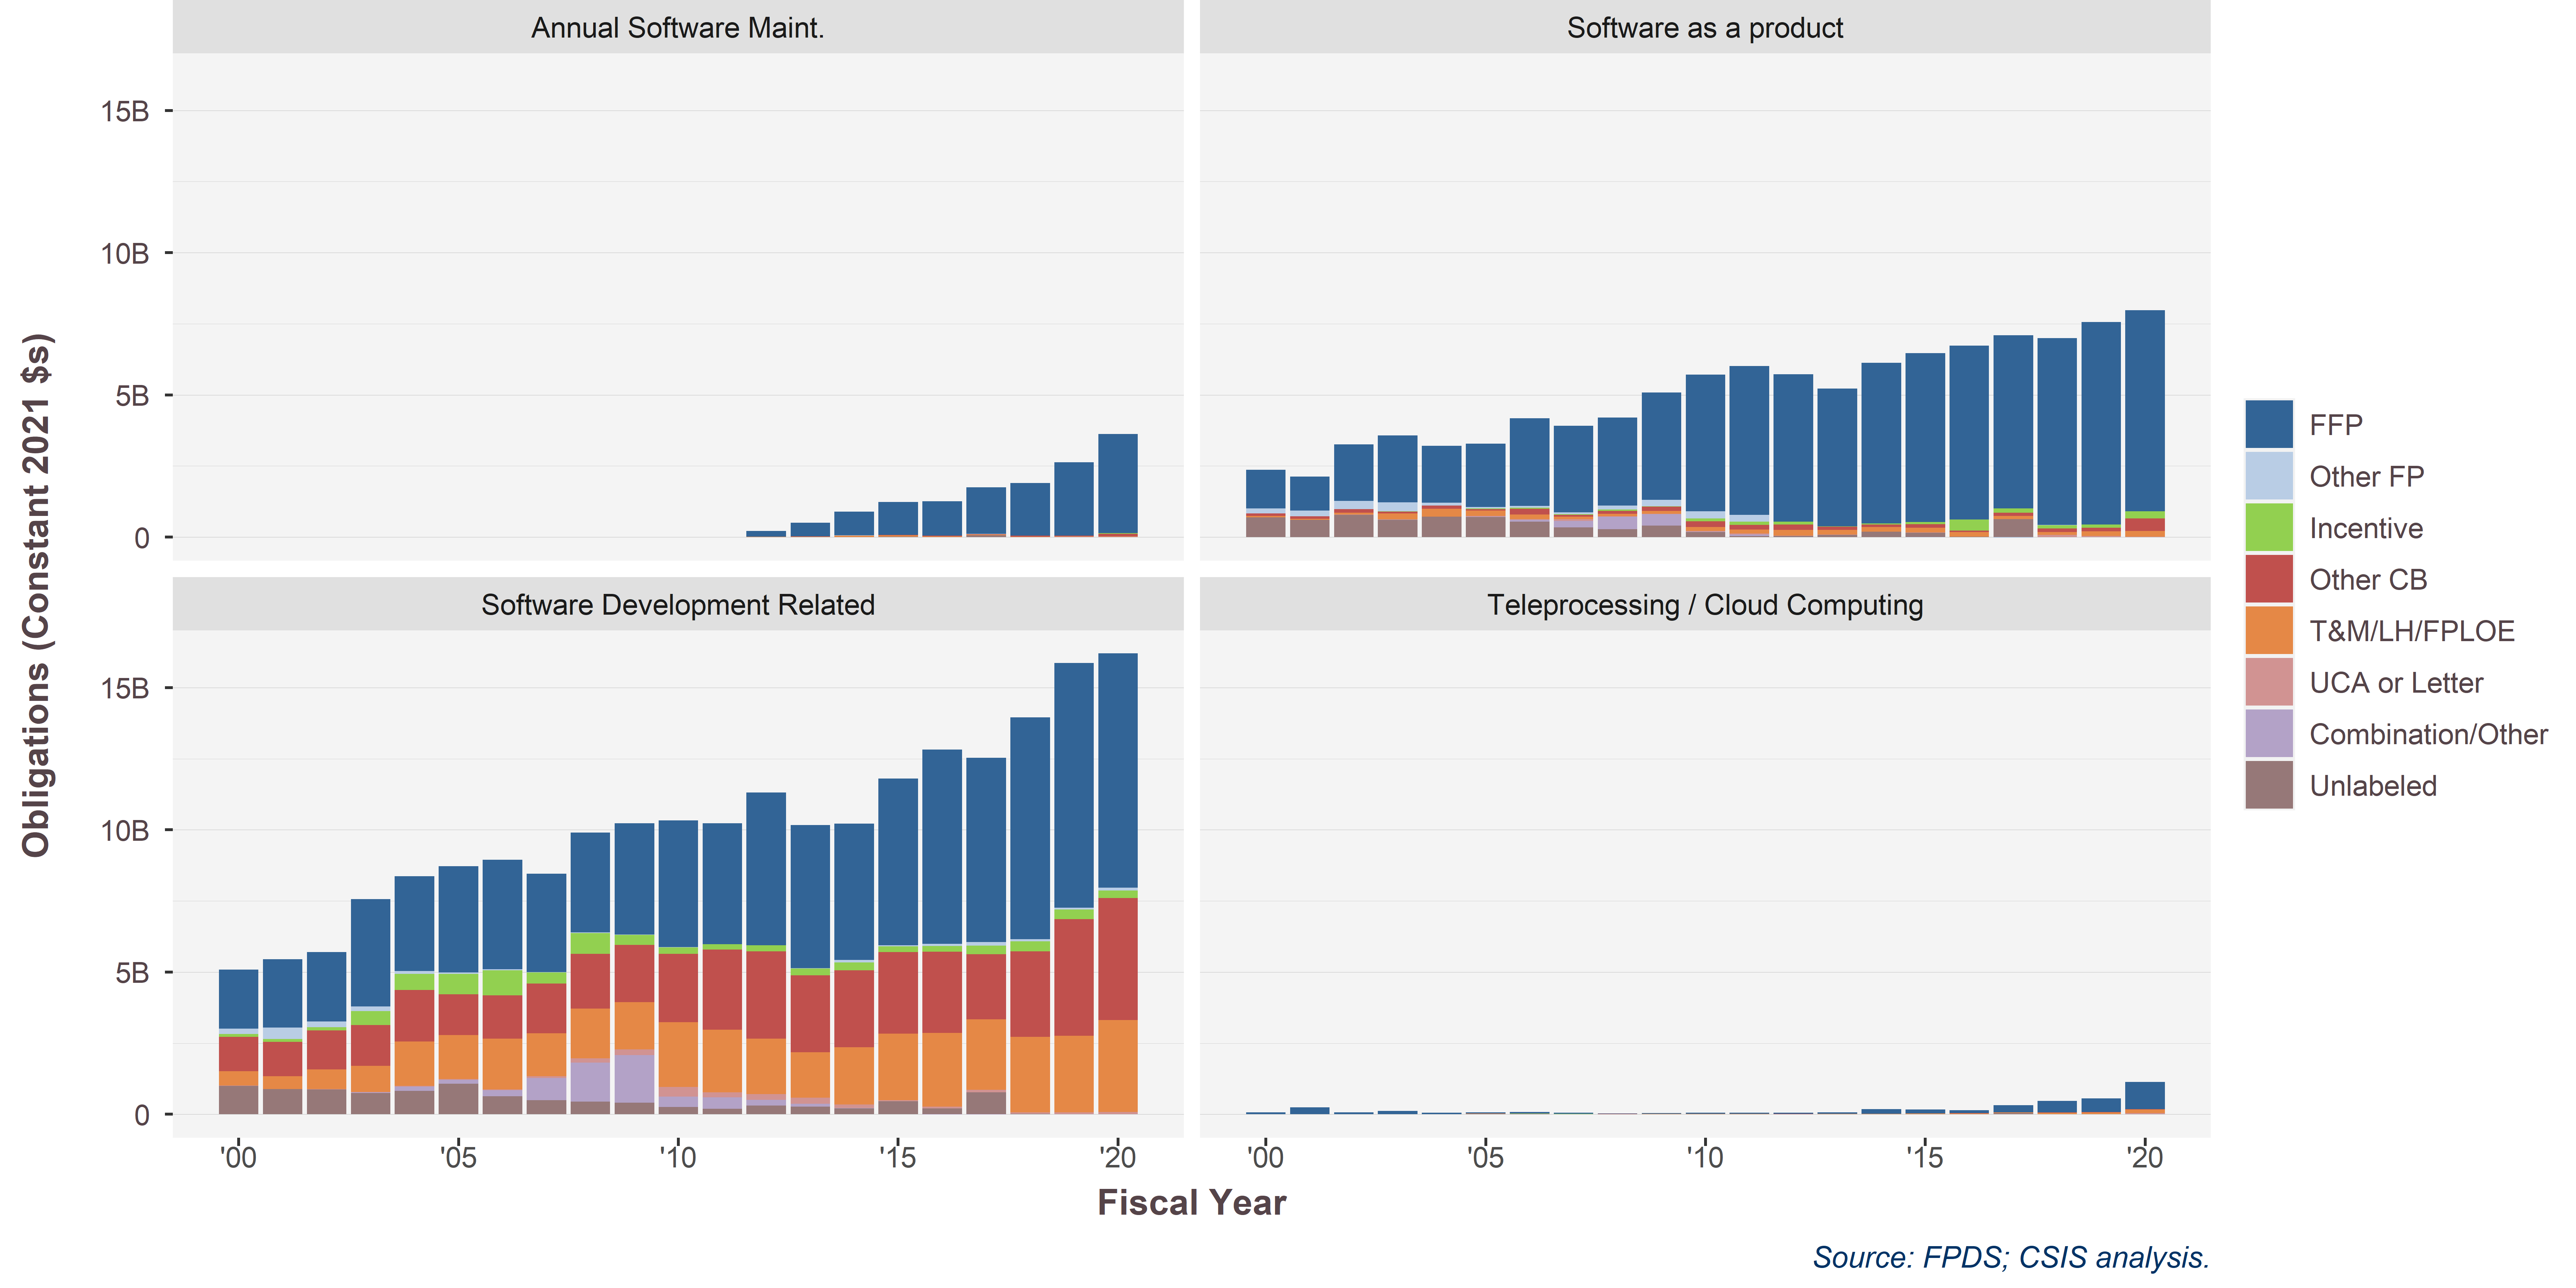 Annual Software Maint.
Software as a product
15B
10B
5B
0
Software Development Related
Teleprocessing / Cloud Computing
15B
10B
5B
0
'00
'05
'10
'15
'20
'00
'05
'10
'15
'20
Obligations (Constant 2021 $s)
Fiscal Year
FFP
Other FP
Incentive
Other CB
T&M/LH/FPLOE
UCA or Letter
Combination/Other
Unlabeled
Source: FPDS; CSIS analysis.